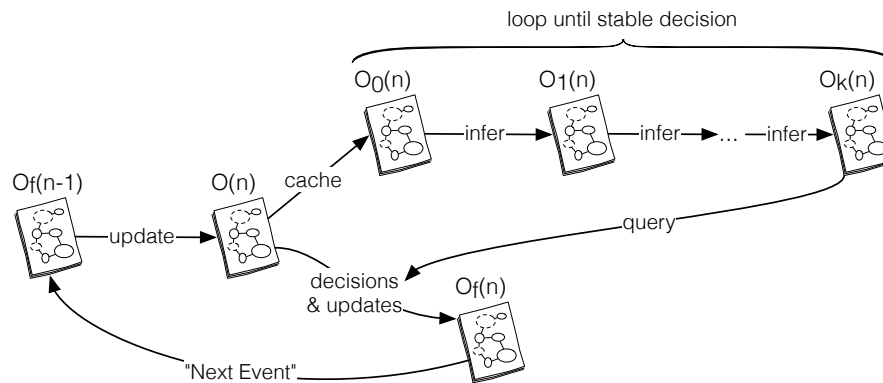 loop until stable decision
O0(n)
O1(n)
Ok(n)
infer
infer
...
infer
cache
Of(n-1)
O(n)
update
query
decisions
& updates
Of(n)
"Next Event"